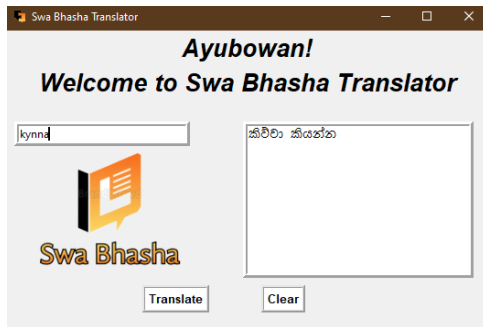 Swa Bhasha Translator
Ayubowan!
Welcome to Swa Bhasha Translator
kynna
කිව්වා කියන්න
Swa Bhasha
Translate
Clear